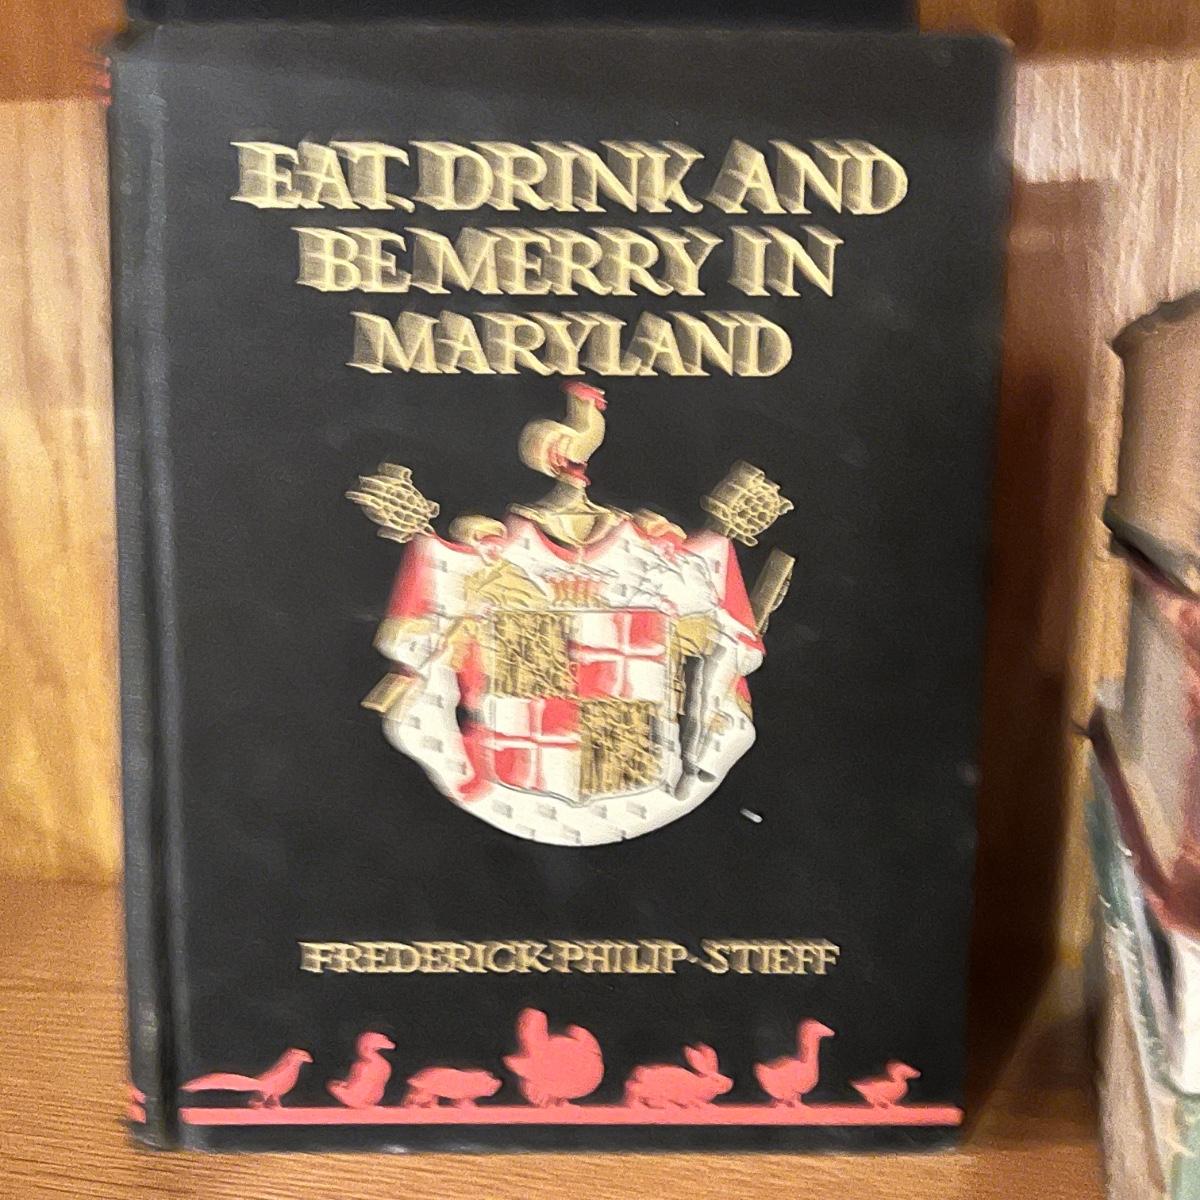 EAT, DRINK AND
BE MERRY IN
MARYLAND
FREDERICK·PHILIP·STIEFF